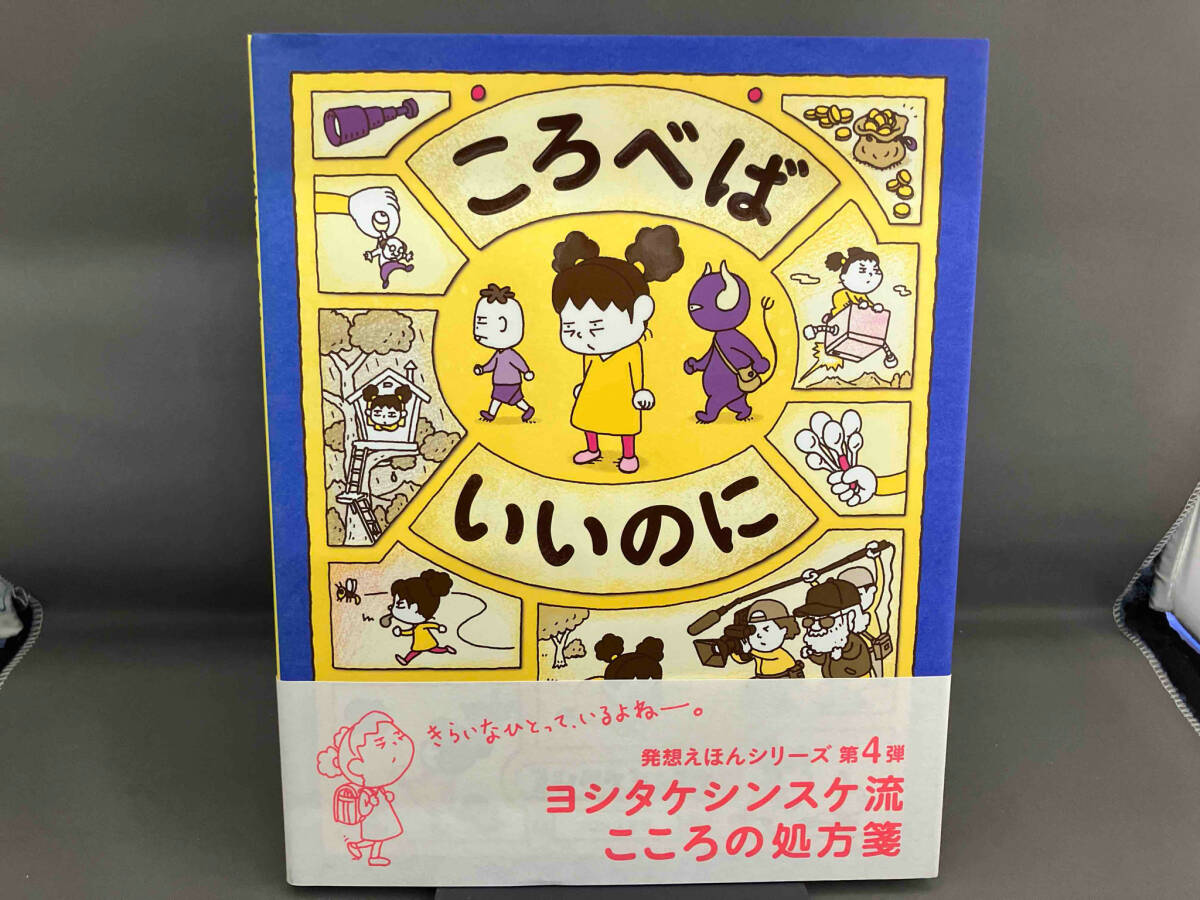 ころべば
いいのに
きらいなひとって、いるよねー。
発想えほんシリーズ 第4弾
ヨシタケシンスケ流
こころの処方箋